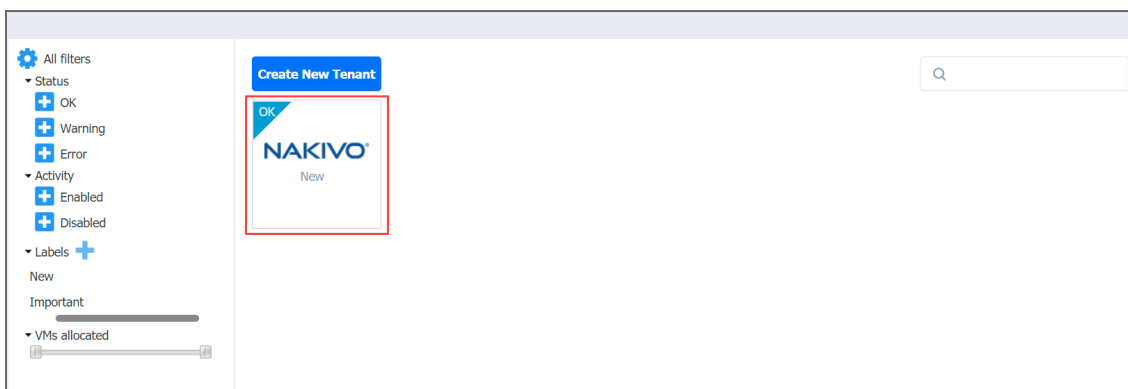 All filters
Status
OK
Warning
Error
Activity
Enabled
Disabled
Labels
New
Important
VMs allocated
Create New Tenant
OK
NAKIVO®
New